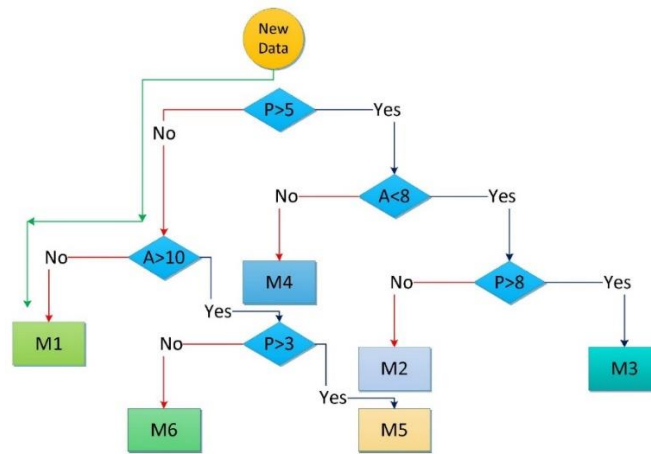 New
Data
P>5
Yes
No
A<8
No
Yes
A>10
No
M4
P>8
No
Yes
Yes
M1
P>3
No
M2
M3
Yes
M6
M5